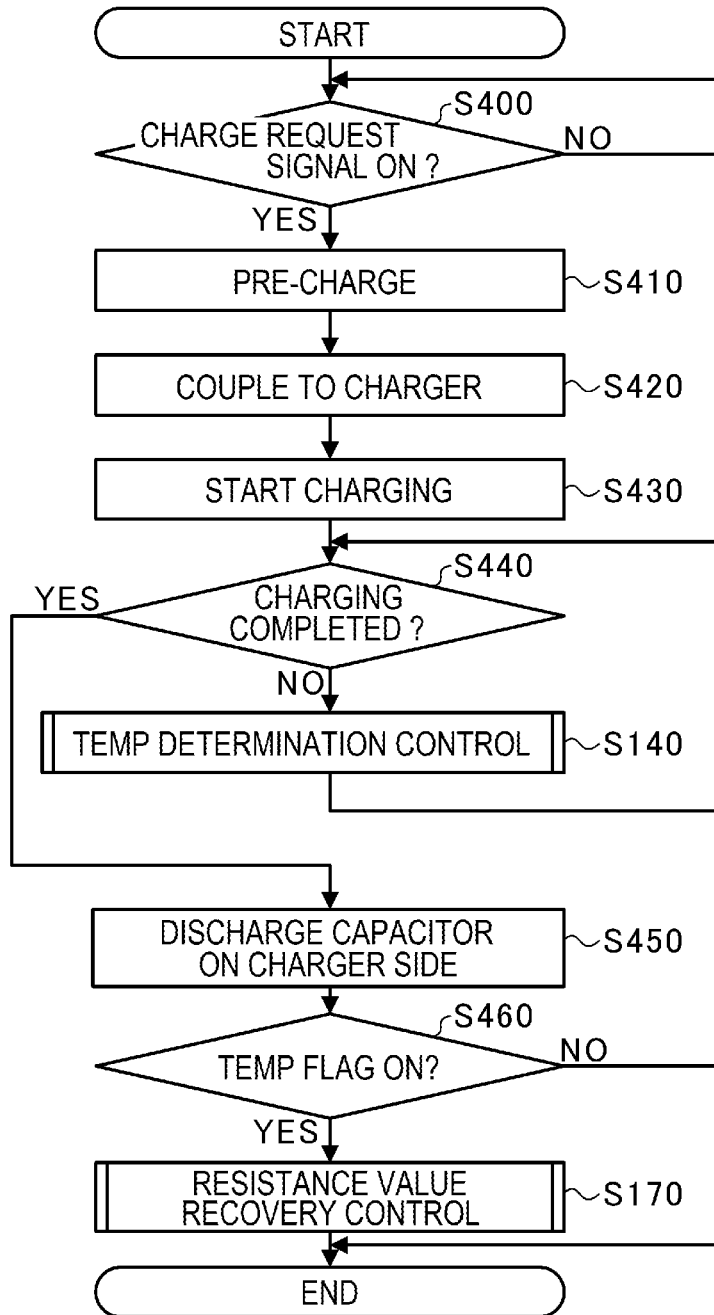 START
S400
CHARGE REQUEST
SIGNAL ON ?
NO
YES
PRE-CHARGE
S410
COUPLE TO CHARGER
S420
START CHARGING
S430
S440
YES
CHARGING
COMPLETED ?
NO
TEMP DETERMINATION CONTROL
S140
DISCHARGE CAPACITOR
ON CHARGER SIDE
S450
S460
TEMP FLAG ON?
NO
YES
RESISTANCE VALUE
RECOVERY CONTROL
S170
END